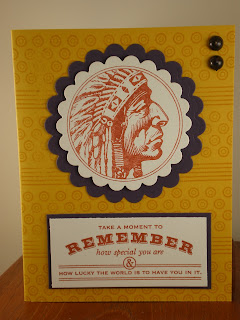 TAKE A MOMENT TO
REMEMBER
how special you are
&
HOW LUCKY THE WORLD IS TO HAVE YOU IN IT.